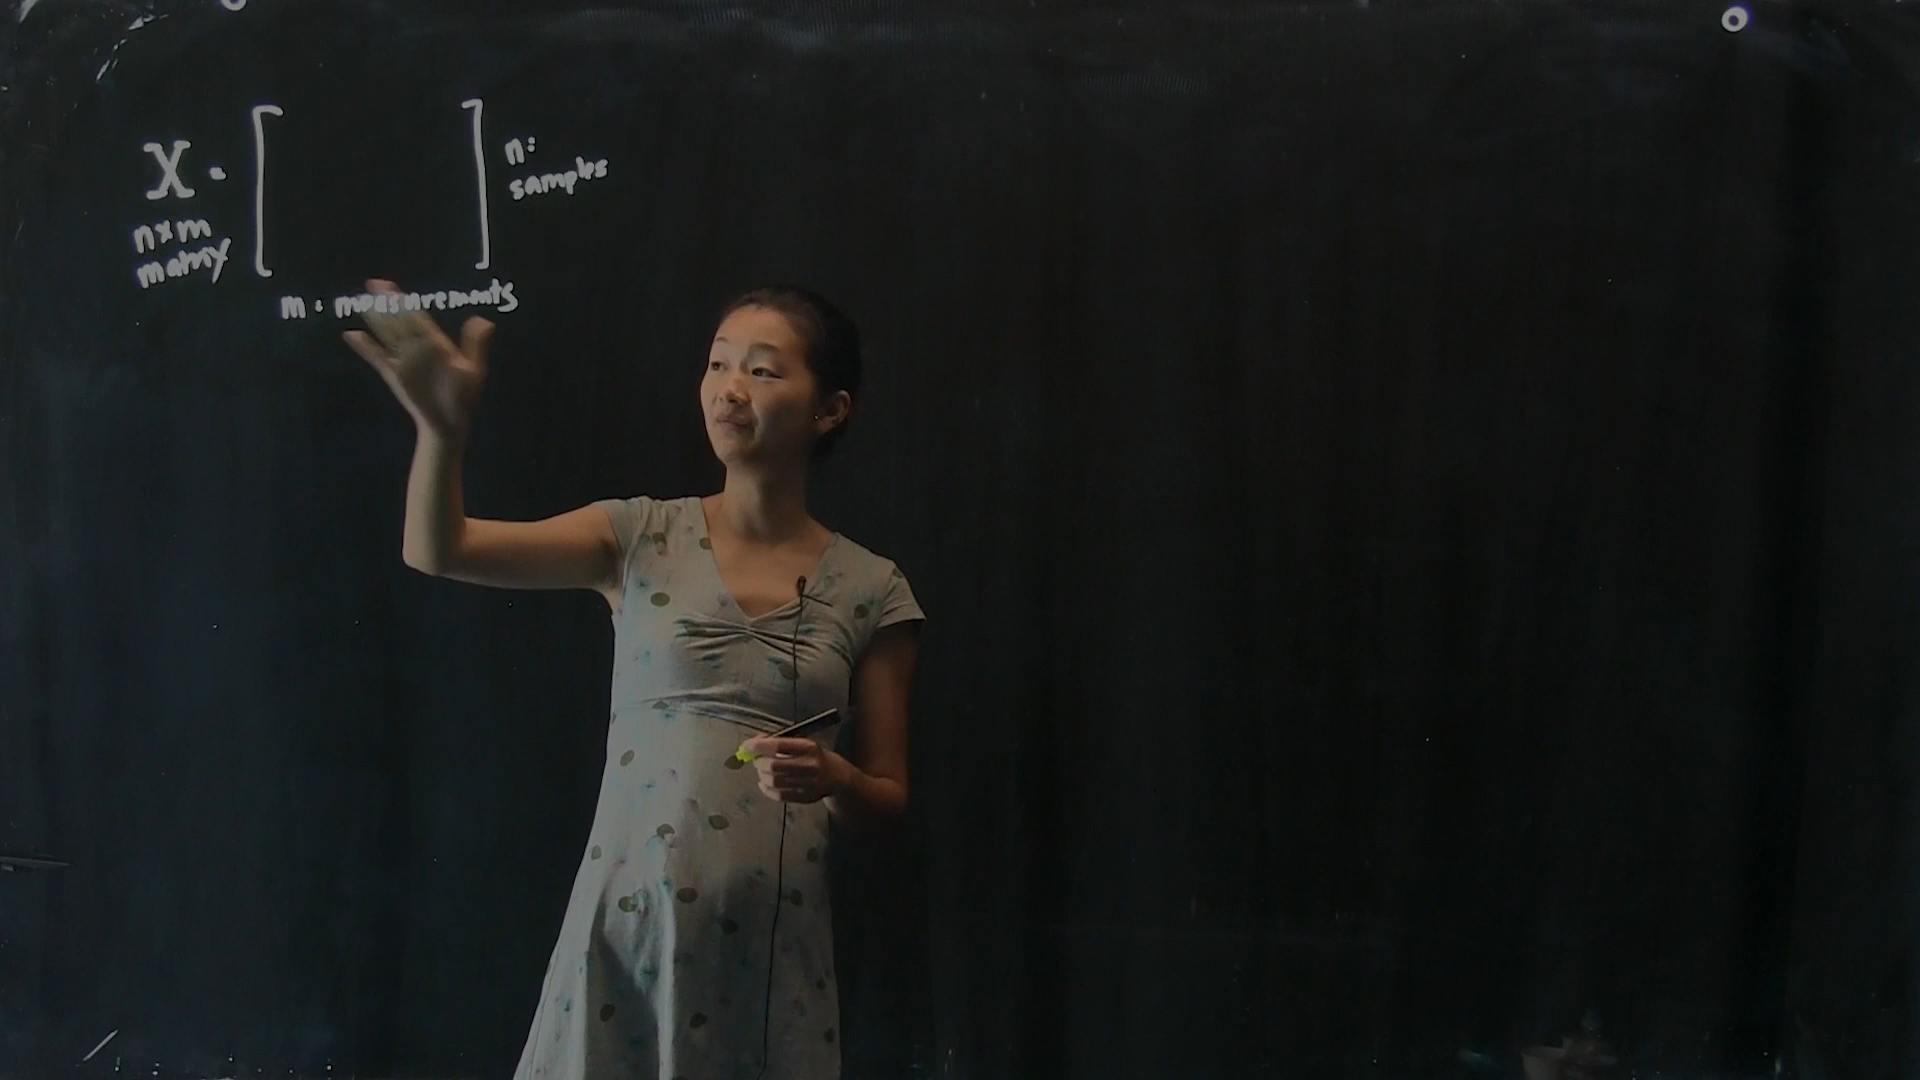 X = [ ]
n:
samples
n×m
matrix
m: measurements